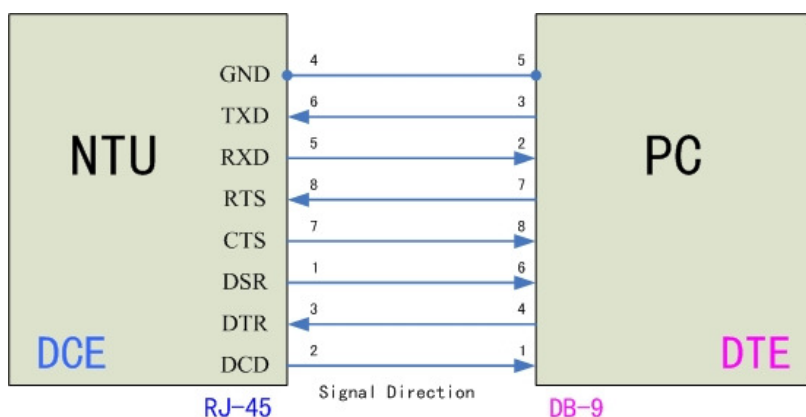 GND 4 5
TXD 6 3
NTU RXD 5 2 PC
RTS 8 7
CTS 7 8
DSR 1 6
DTR 3 4
DCE DCD 2 1 DTE
Signal Direction
RJ-45 DB-9